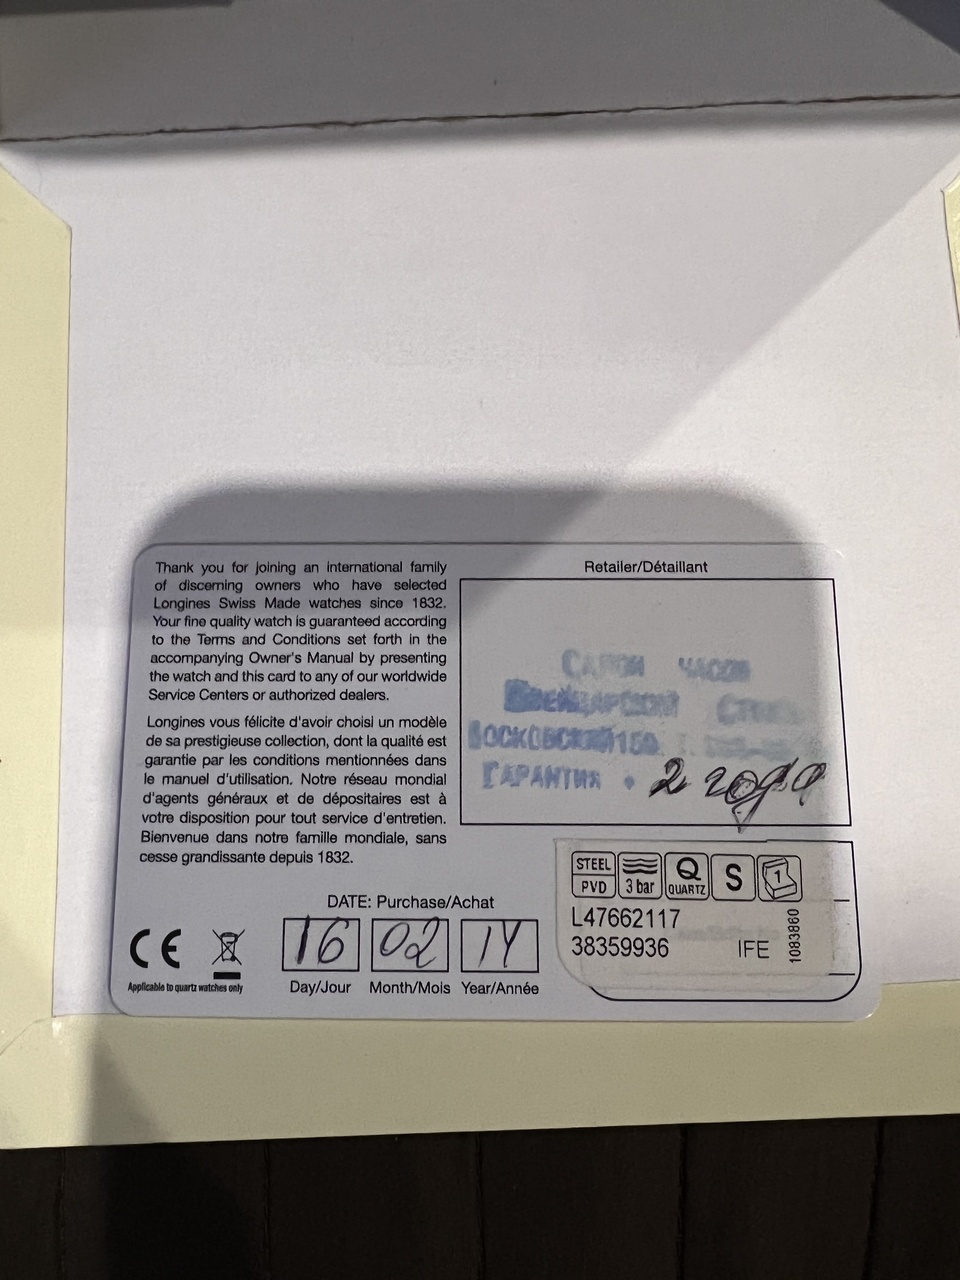 Thank you for joining an international family
of discerning owners who have selected
Longines Swiss Made watches since 1832.
Your fine quality watch is guaranteed according
to the Terms and Conditions set forth in the
accompanying Owner's Manual by presenting
the watch and this card to any of our worldwide
Service Centers or authorized dealers.
Longines vous félicite d'avoir choisi un modèle
de sa prestigieuse collection, dont la qualité est
garantie par les conditions mentionnées dans
le manuel d'utilisation. Notre réseau mondial
d'agents généraux et de dépositaires est à
votre disposition pour tout service d'entretien.
Bienvenue dans notre famille mondiale, sans
cesse grandissante depuis 1832.
Retailer/Détaillant
САЛОН ЧАСОВ
ШВЕЙЦАРСКИЙ
МОСКОВСКИЙ 159
ГАРАНТИЯ • 2 года
DATE: Purchase/Achat
16 02 14
Day/Jour Month/Mois Year/Année
CE
Applicable to quartz watches only
STEEL
PVD
3 bar
Q
QUARTZ
S
1
L47662117
38359936 IFE
1083860